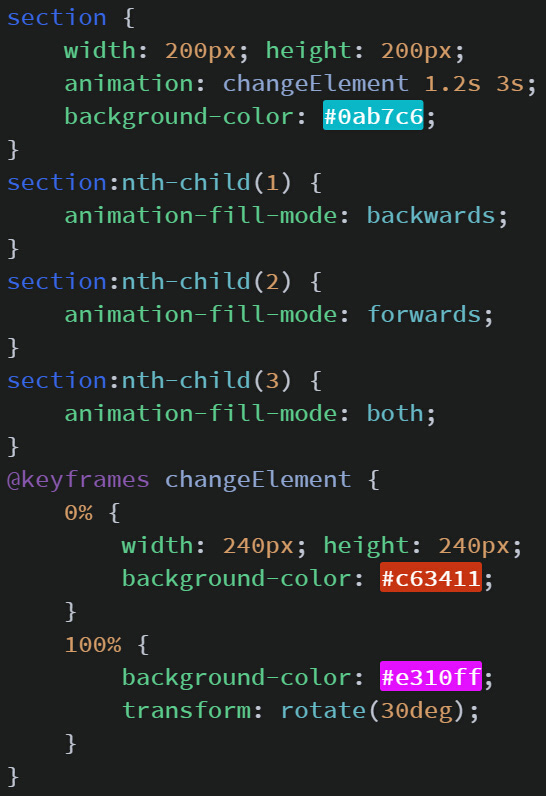 section {
    width: 200px; height: 200px;
    animation: changeElement 1.2s 3s;
    background-color: #0ab7c6;
}
section:nth-child(1) {
    animation-fill-mode: backwards;
}
section:nth-child(2) {
    animation-fill-mode: forwards;
}
section:nth-child(3) {
    animation-fill-mode: both;
}
@keyframes changeElement {
    0% {
        width: 240px; height: 240px;
        background-color: #c63411;
    }
    100% {
        background-color: #e310ff;
        transform: rotate(30deg);
    }
}